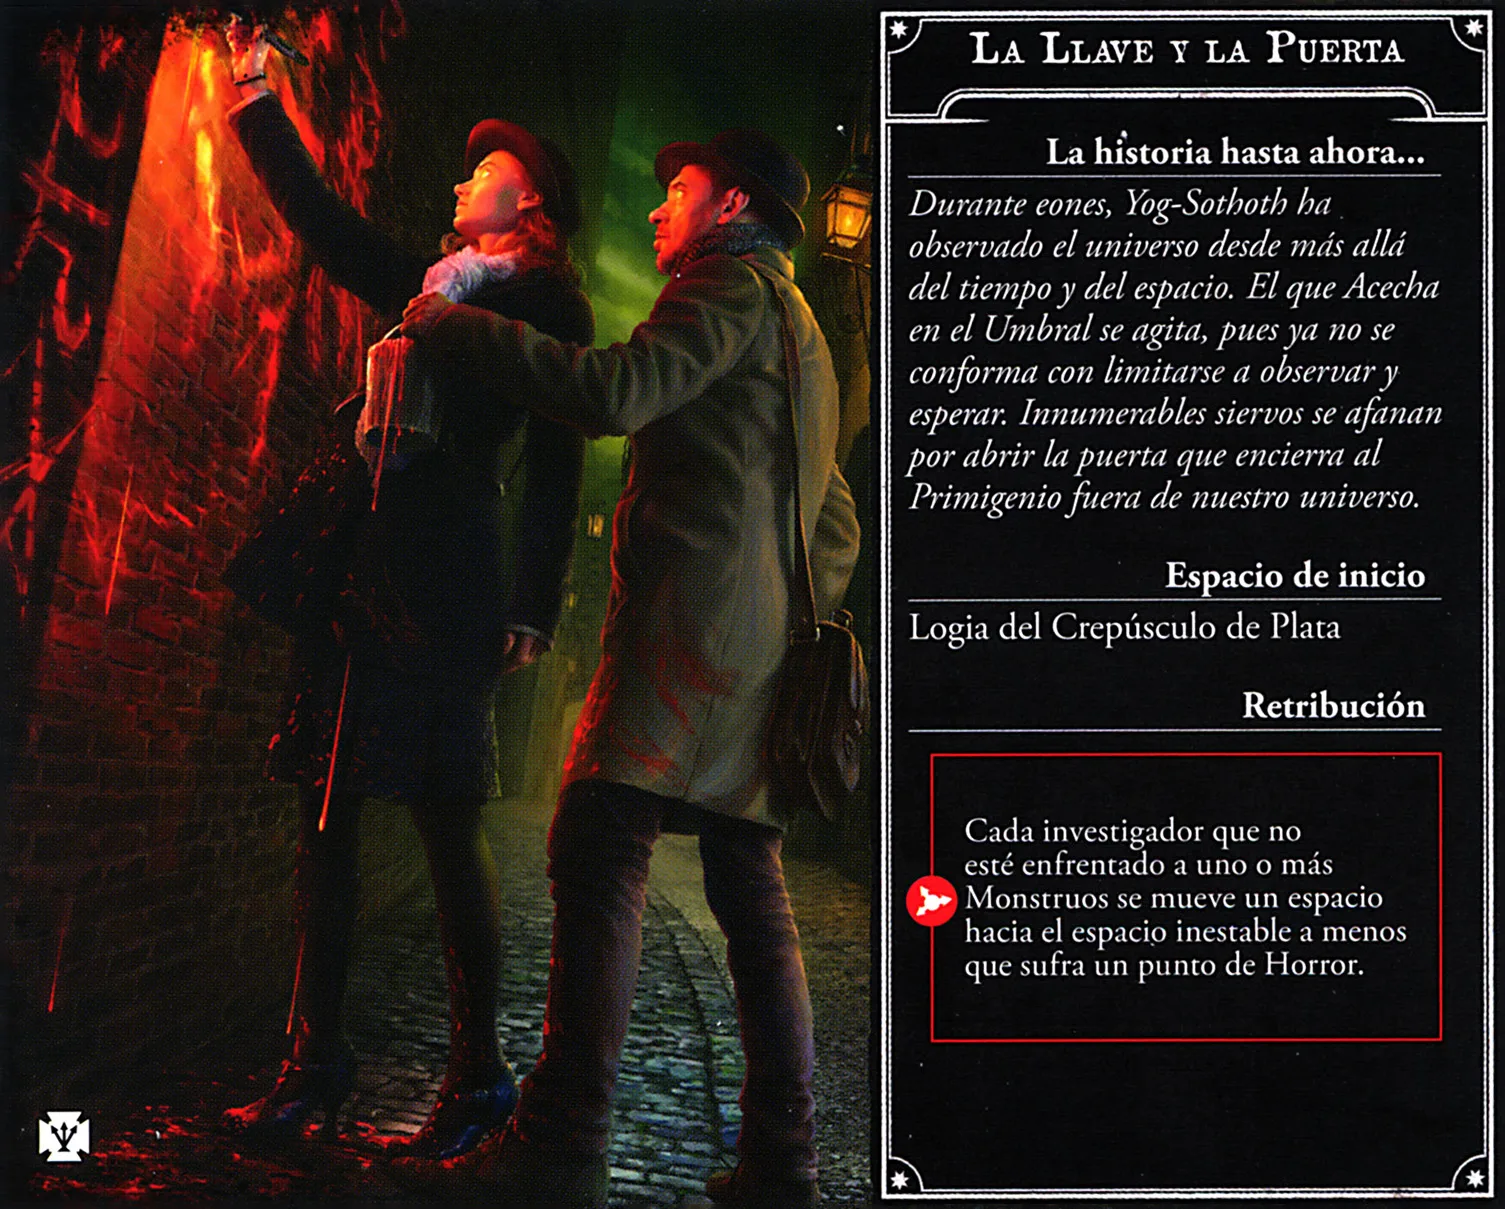 La Llave y la Puerta
La historia hasta ahora...
Durante eones, Yog-Sothoth ha
observado el universo desde más allá
del tiempo y del espacio. El que Acecha
en el Umbral se agita, pues ya no se
conforma con limitarse a observar y
esperar. Innumerables siervos se afanan
por abrir la puerta que encierra al
Primigenio fuera de nuestro universo.
Espacio de inicio
Logia del Crepúsculo de Plata
Retribución
Cada investigador que no
esté enfrentado a uno o más
Monstruos se mueve un espacio
hacia el espacio inestable a menos
que sufra un punto de Horror.